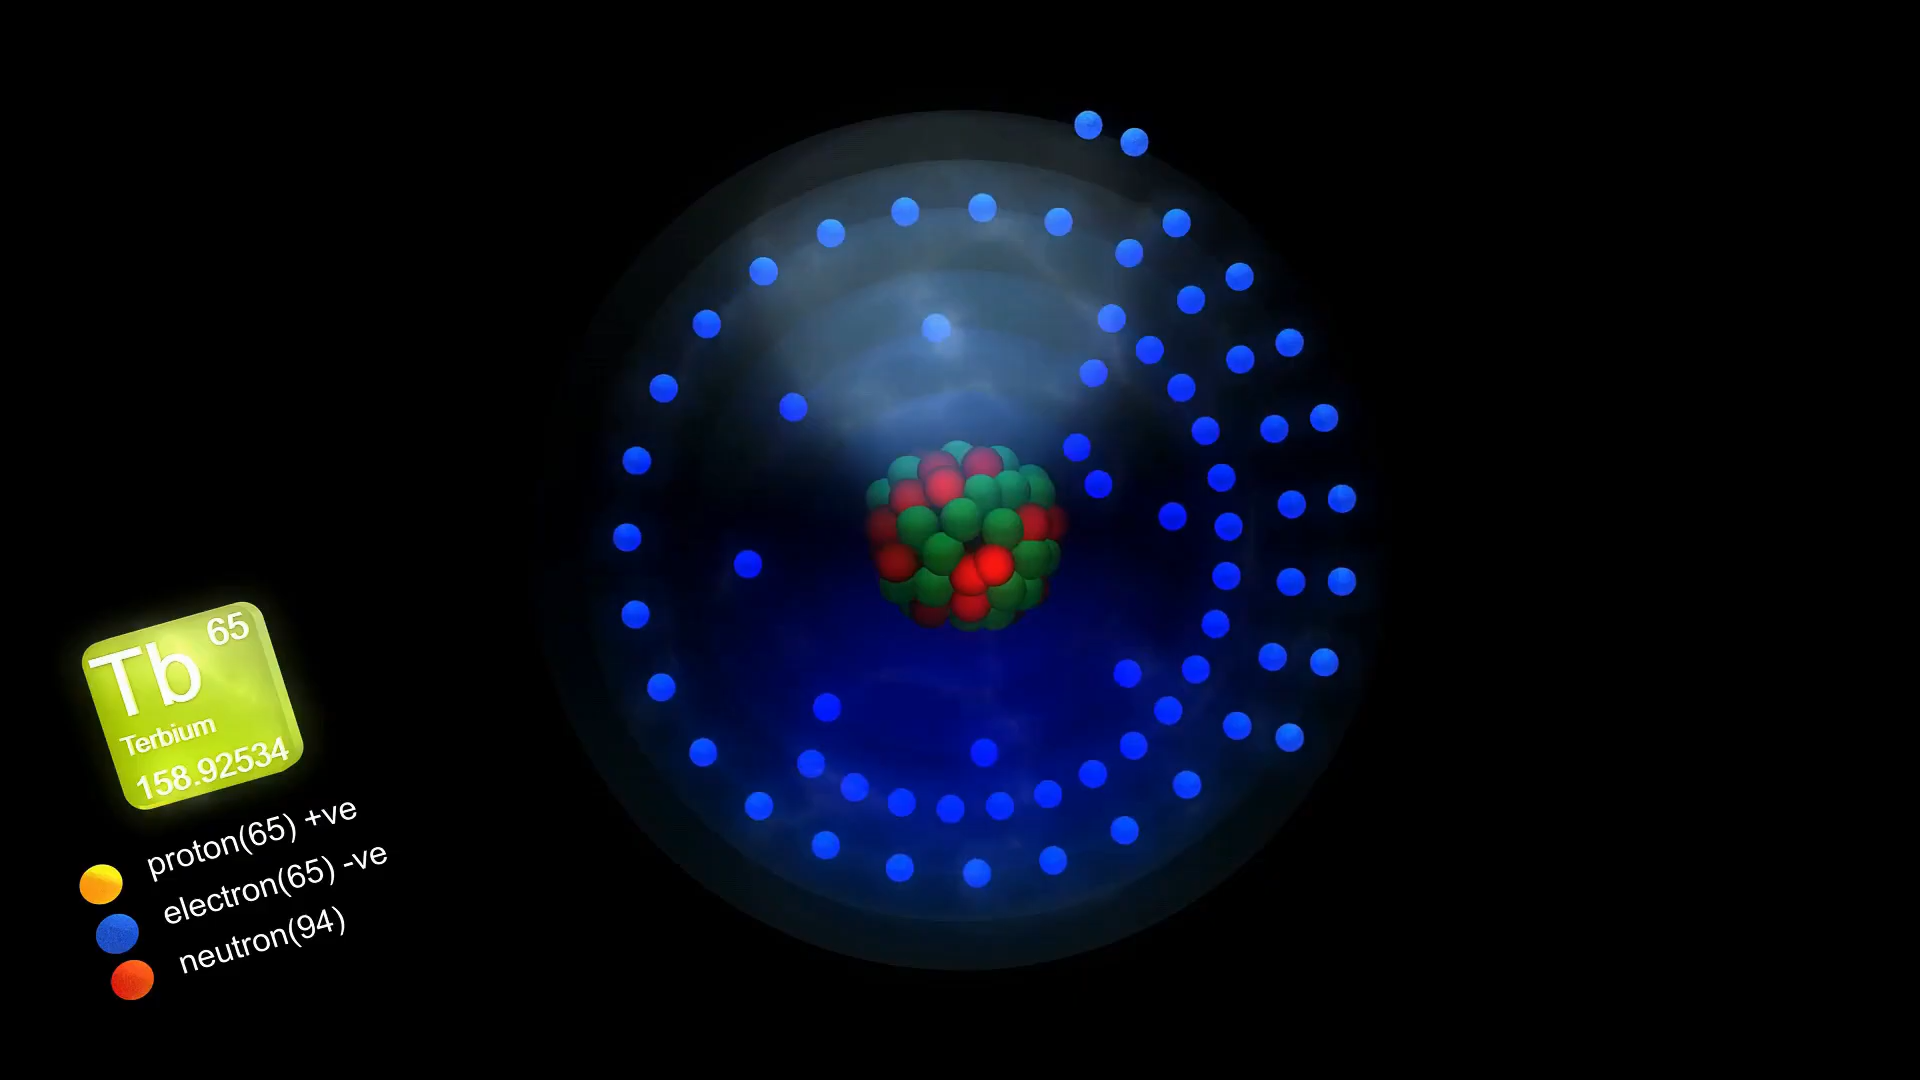 65
Tb
Terbium
158.92534
proton(65) +ve
electron(65) -ve
neutron(94)